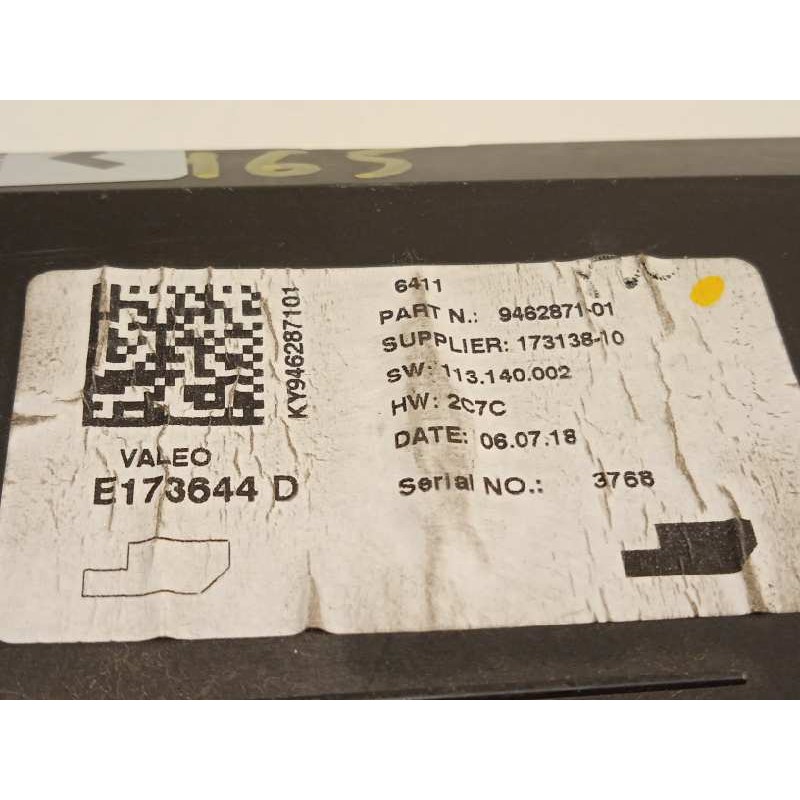 165
6411
PART N.: 9462871-01
SUPPLIER: 173138-10
SW: 113.140.002
HW: 2C7C
DATE: 06.07.18
Serial NO.: 3768
KY946287101
VALEO
E173644 D